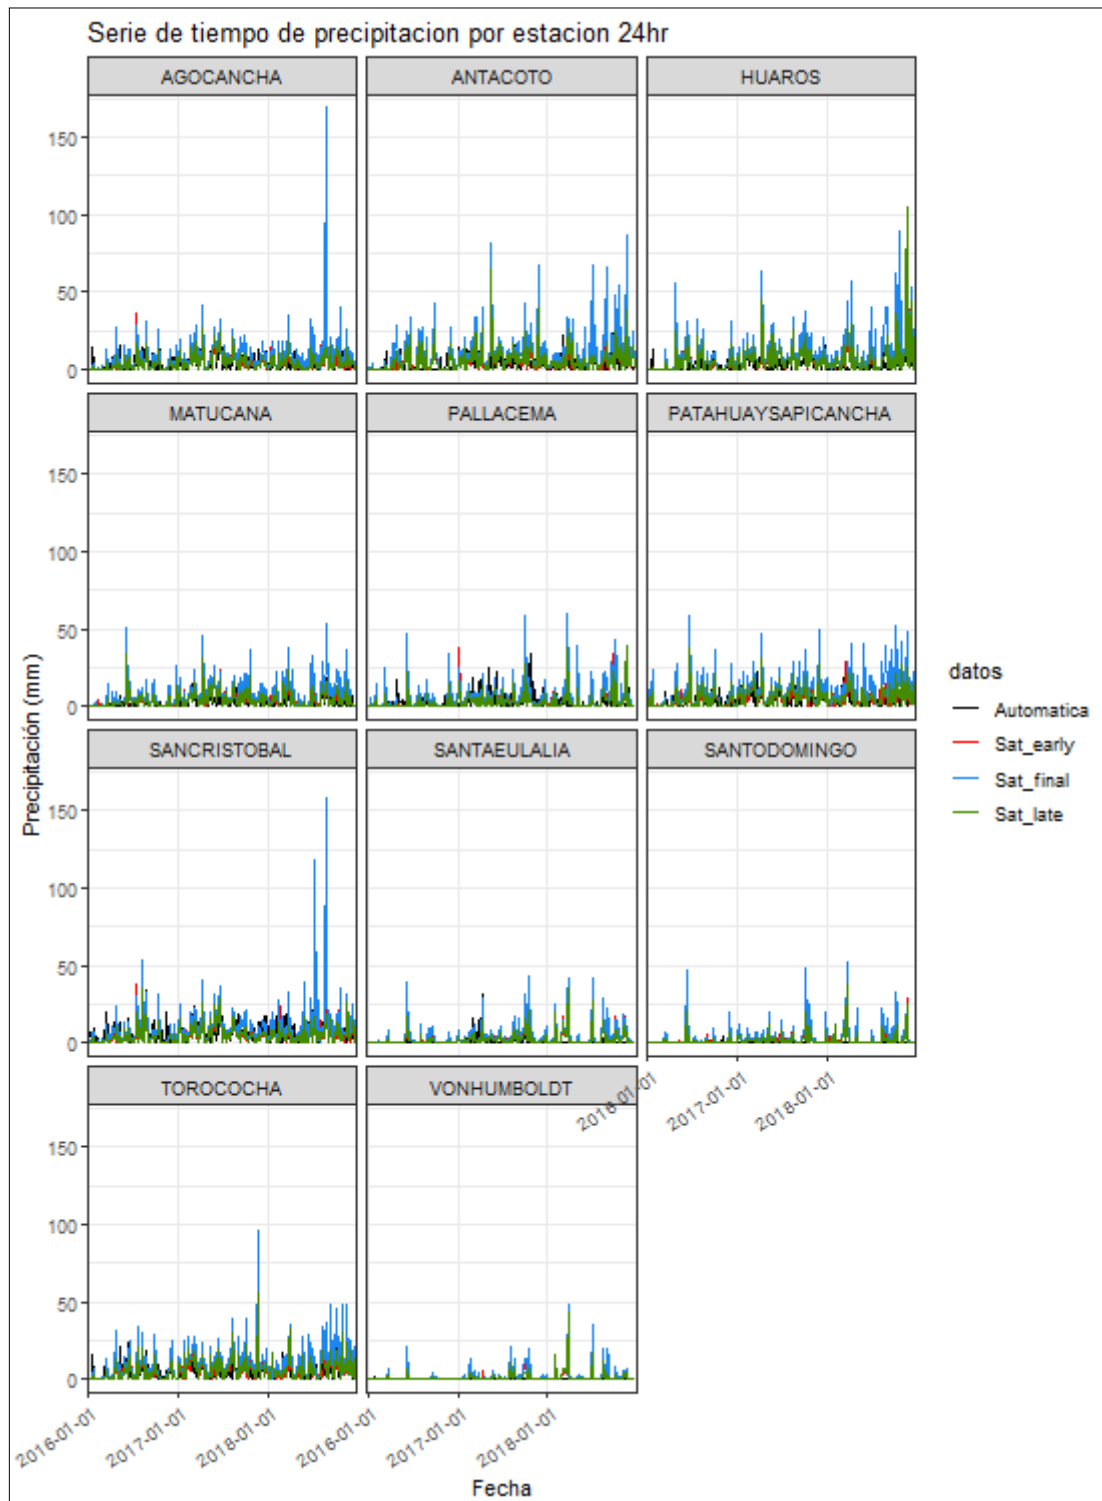 Serie de tiempo de precipitacion por estacion 24hr
AGOCANCHA ANTACOTO HUAROS
150
100
50
0
MATUCANA PALLACEMA PATAHUAYSAPICANCHA
150
100
50
0
SANCRISTOBAL SANTAEULALIA SANTODOMINGO
150
100
50
0
2016-01-01 2017-01-01 2018-01-01
TOROCOCHA VONHUMBOLDT
150
100
50
0
2016-01-01 2017-01-01 2018-01-01 2016-01-01 2017-01-01 2018-01-01
Fecha
Precipitación (mm)
datos
Automatica
Sat_early
Sat_final
Sat_late